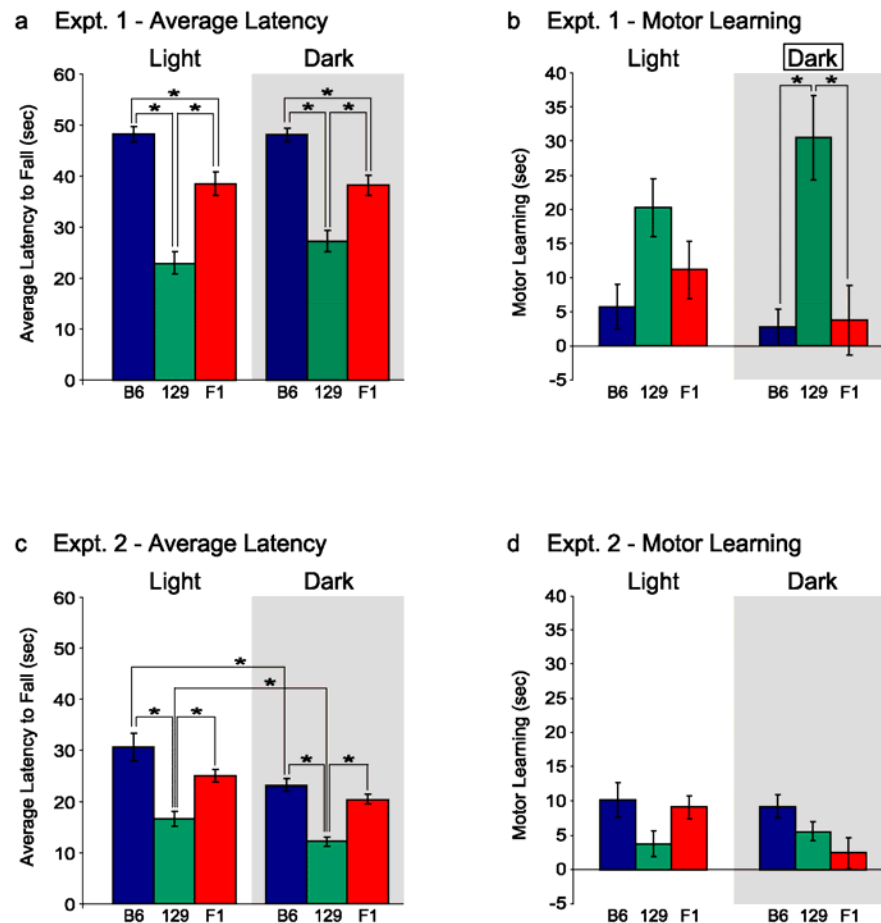 a Expt. 1 - Average Latency
Light Dark
Average Latency to Fall (sec)
60
50
40
30
20
10
0
* * * * * *
B6 129 F1 B6 129 F1
b Expt. 1 - Motor Learning
Light Dark
Motor Learning (sec)
40
35
30
25
20
15
10
5
0
-5
* *
B6 129 F1 B6 129 F1
c Expt. 2 - Average Latency
Light Dark
Average Latency to Fall (sec)
60
50
40
30
20
10
0
* * * * * *
B6 129 F1 B6 129 F1
d Expt. 2 - Motor Learning
Light Dark
Motor Learning (sec)
40
35
30
25
20
15
10
5
0
-5
B6 129 F1 B6 129 F1